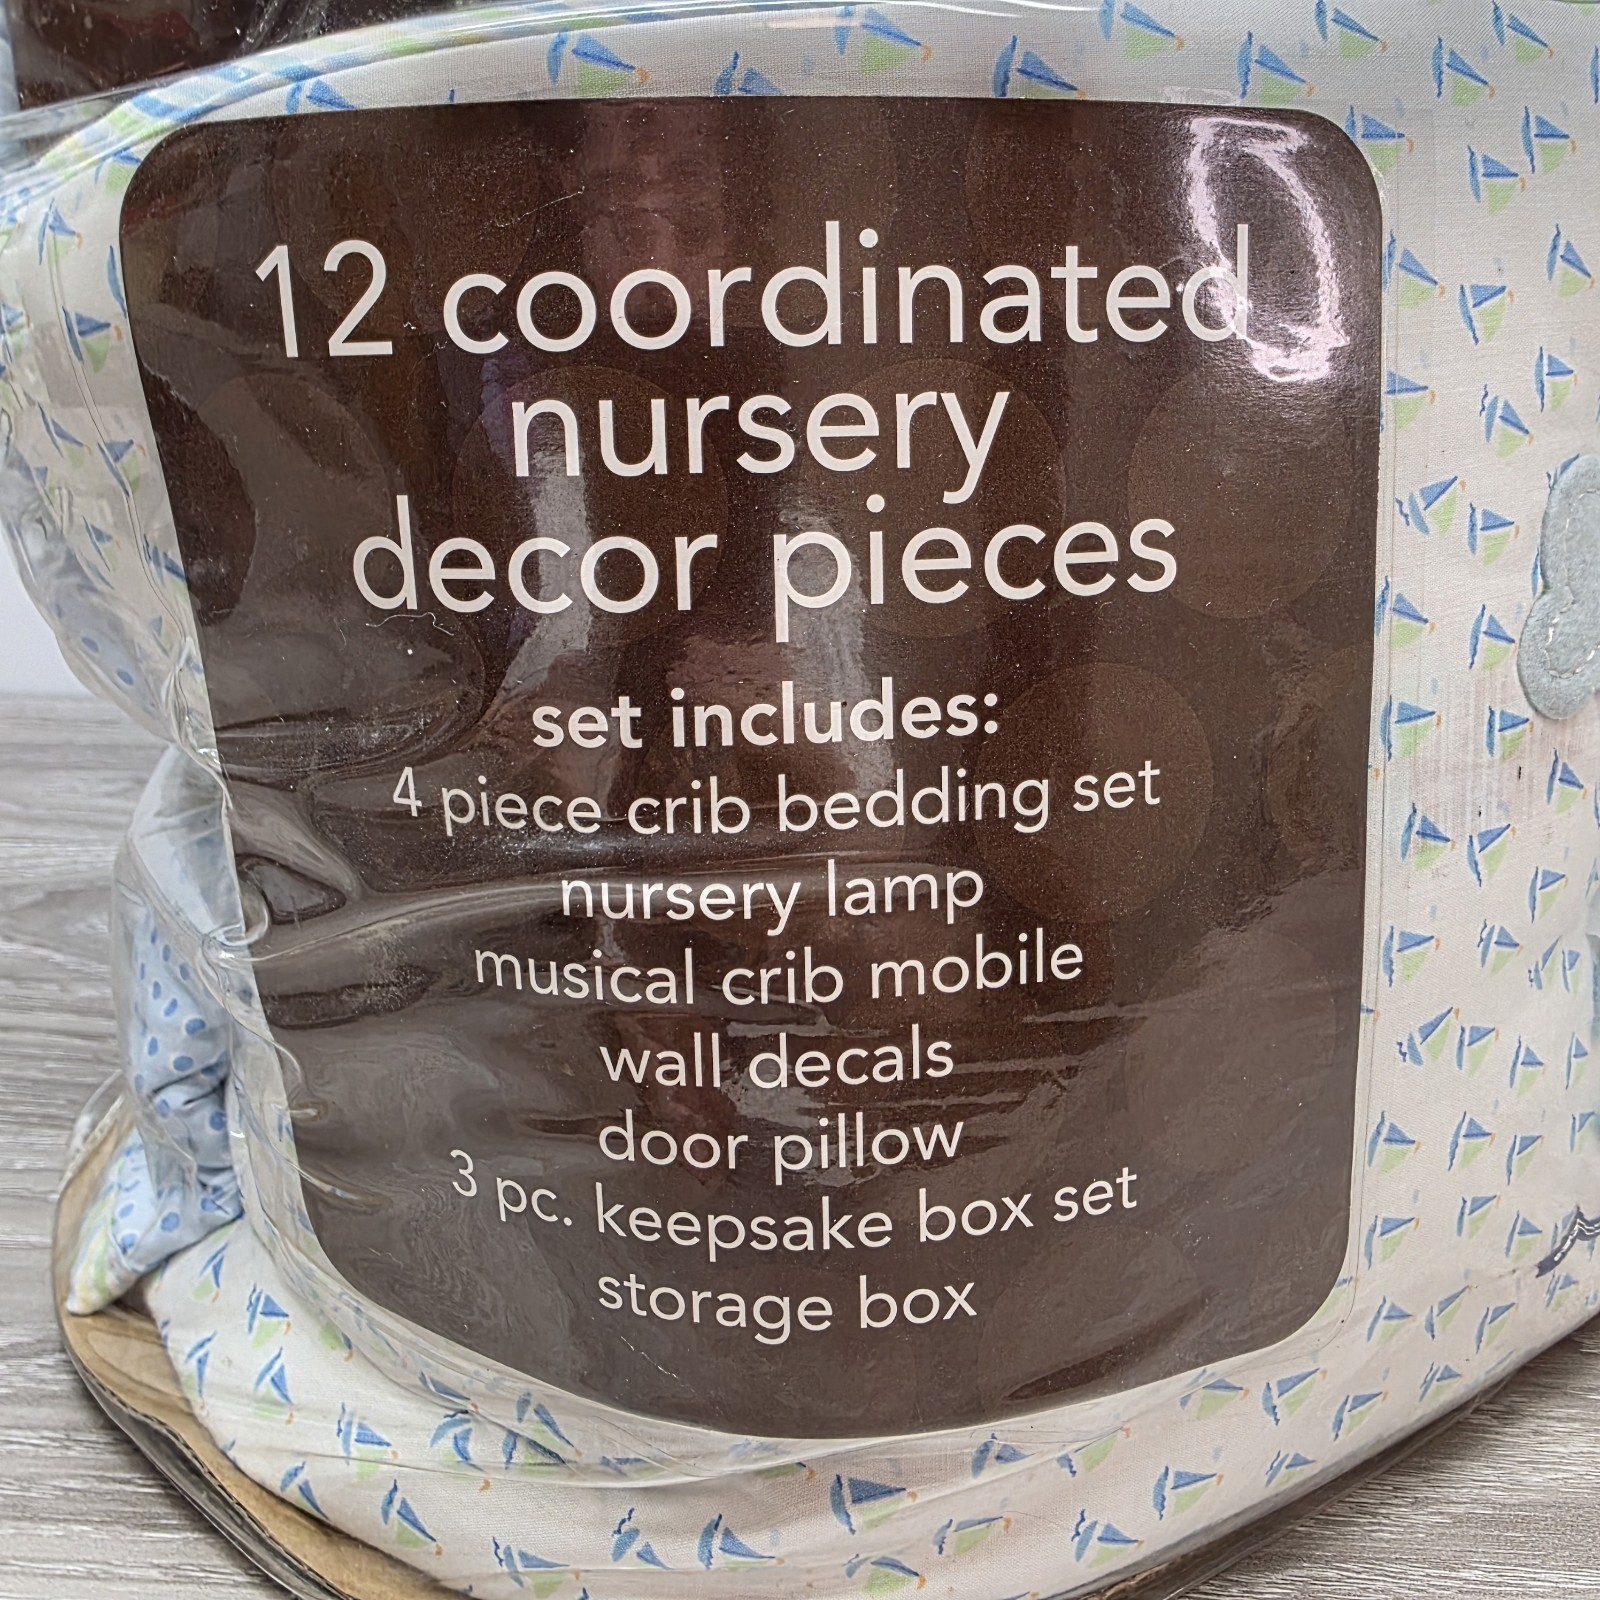 12 coordinated
nursery
decor pieces
set includes:
4 piece crib bedding set
nursery lamp
musical crib mobile
wall decals
door pillow
3 pc. keepsake box set
storage box